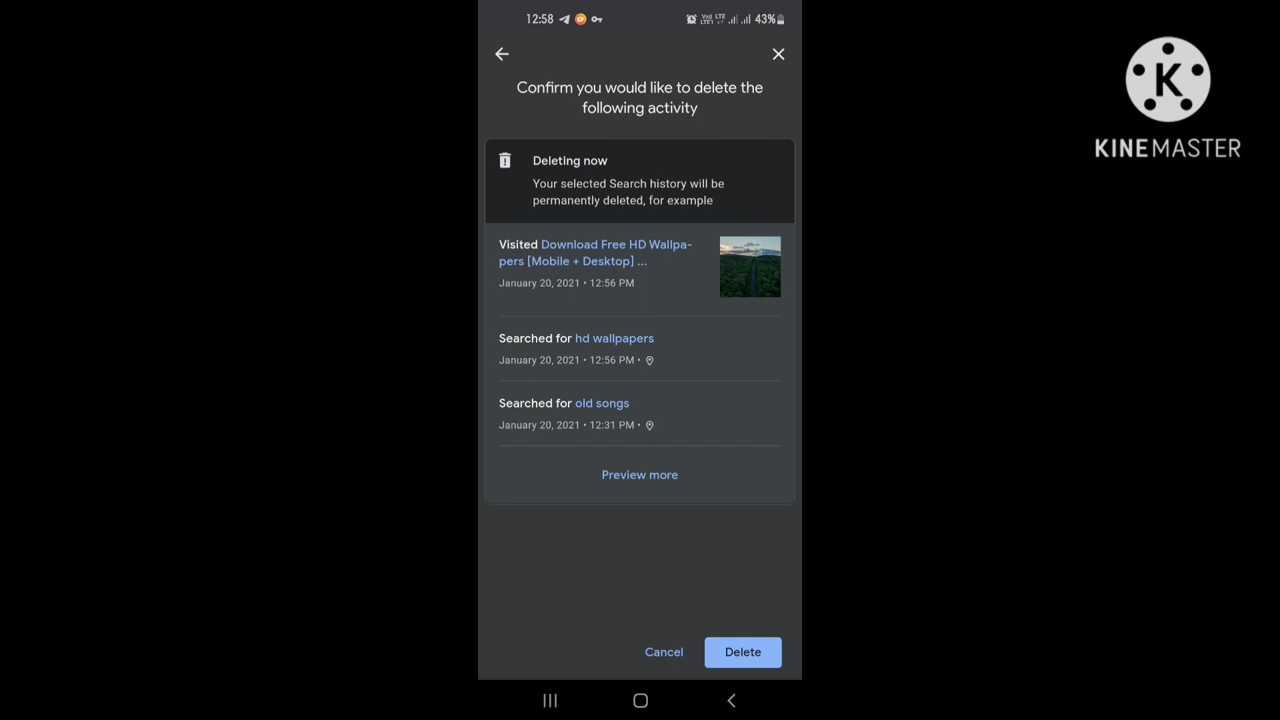 12:58
43%
Confirm you would like to delete the
following activity
Deleting now
Your selected Search history will be
permanently deleted, for example
Visited Download Free HD Wallpa-
pers [Mobile + Desktop] ...
January 20, 2021 • 12:56 PM
Searched for hd wallpapers
January 20, 2021 • 12:56 PM •
Searched for old songs
January 20, 2021 • 12:31 PM •
Preview more
Cancel
Delete
K
KINEMASTER